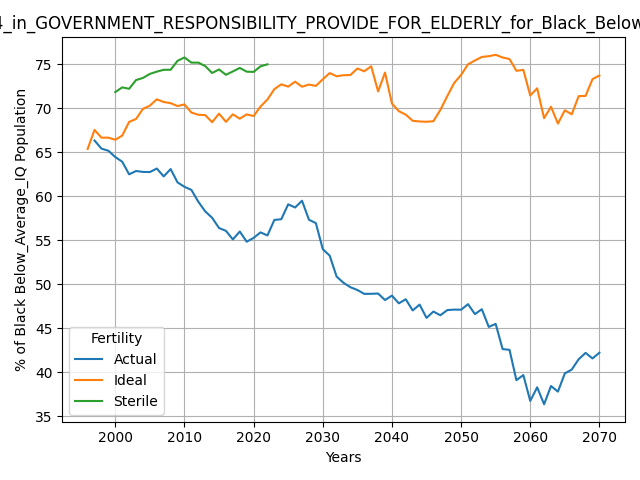 _in_GOVERNMENT_RESPONSIBILITY_PROVIDE_FOR_ELDERLY_for_Black_Below
% of Black Below_Average_IQ Population
75
70
65
60
55
50
45
40
35
Fertility
Actual
Ideal
Sterile
2000 2010 2020 2030 2040 2050 2060 2070
Years